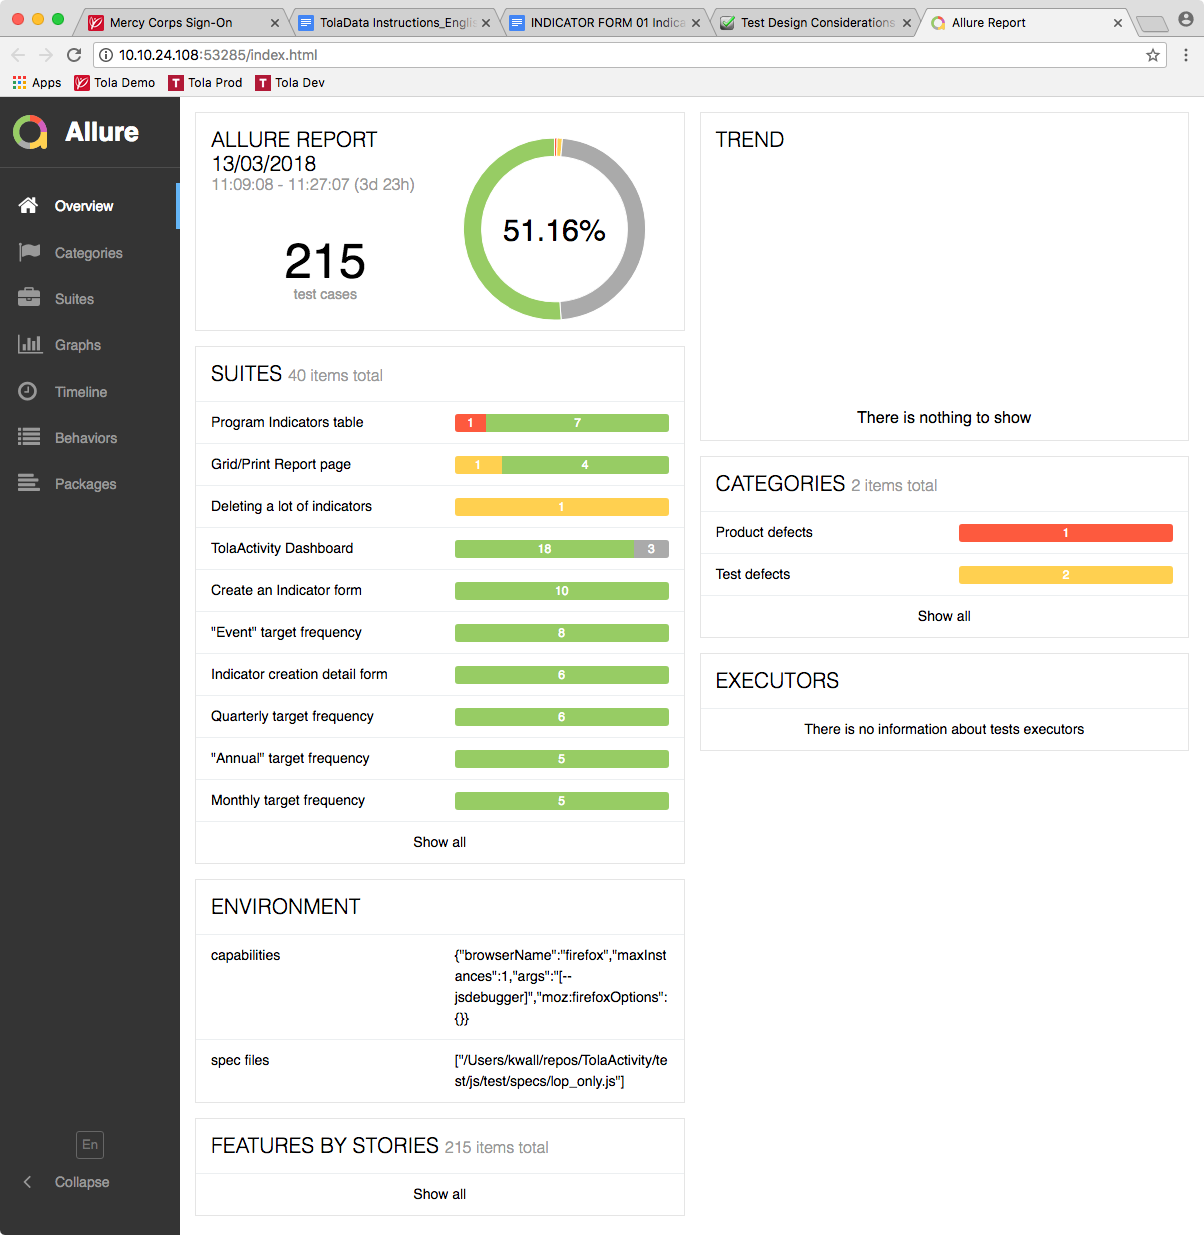 Mercy Corps Sign-On
TolaData Instructions_Englis
INDICATOR FORM 01 Indica
Test Design Considerations
Allure Report
10.10.24.108:53285/index.html
Apps
Tola Demo
T Tola Prod
T Tola Dev
Allure
Overview
Categories
Suites
Graphs
Timeline
Behaviors
Packages
En
Collapse
ALLURE REPORT
13/03/2018
11:09:08 - 11:27:07 (3d 23h)
215
test cases
51.16%
SUITES 40 items total
Program Indicators table 1 7
Grid/Print Report page 1 4
Deleting a lot of indicators 1
TolaActivity Dashboard 18 3
Create an Indicator form 10
"Event" target frequency 8
Indicator creation detail form 6
Quarterly target frequency 6
"Annual" target frequency 5
Monthly target frequency 5
Show all
ENVIRONMENT
capabilities
{"browserName":"firefox","maxInst
ances":1,"args":"[--
jsdebugger]","moz:firefoxOptions":
{}}
spec files
["/Users/kwall/repos/TolaActivity/te
st/js/test/specs/lop_only.js"]
FEATURES BY STORIES 215 items total
Show all
TREND
There is nothing to show
CATEGORIES 2 items total
Product defects 1
Test defects 2
Show all
EXECUTORS
There is no information about tests executors